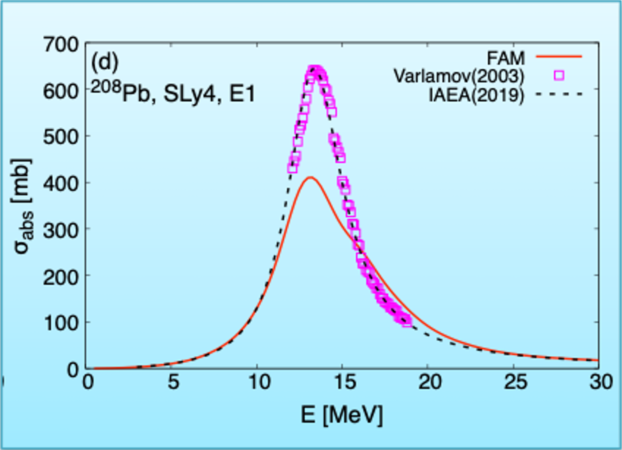 (d)
²⁰⁸Pb, SLy4, E1
FAM
Varlamov(2003)
IAEA(2019)
700
600
500
400
300
200
100
0
σabs [mb]
0 5 10 15 20 25 30
E [MeV]